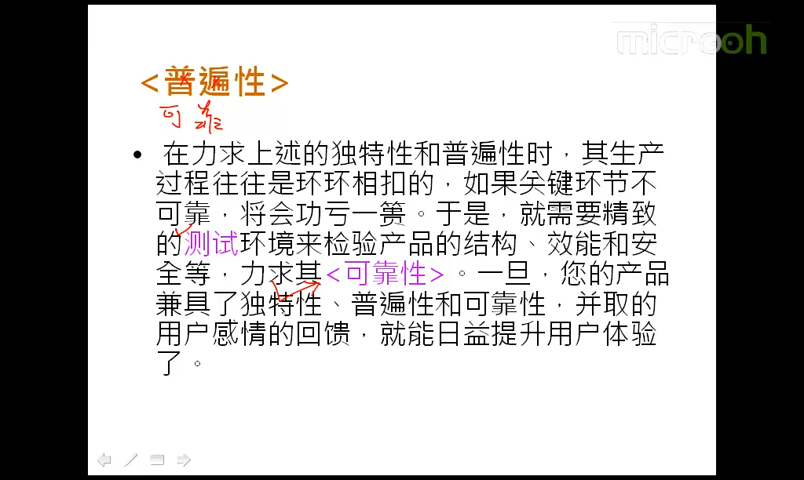 microoh
<普遍性>
可靠
• 在力求上述的独特性和普遍性时，其生产
过程往往是环环相扣的，如果关键环节不
可靠，将会功亏一篑。于是，就需要精致
的测试环境来检验产品的结构、效能和安
全等，力求其<可靠性>。一旦，您的产品
兼具了独特性、普遍性和可靠性，并取的
用户感情的回馈，就能日益提升用户体验
了。